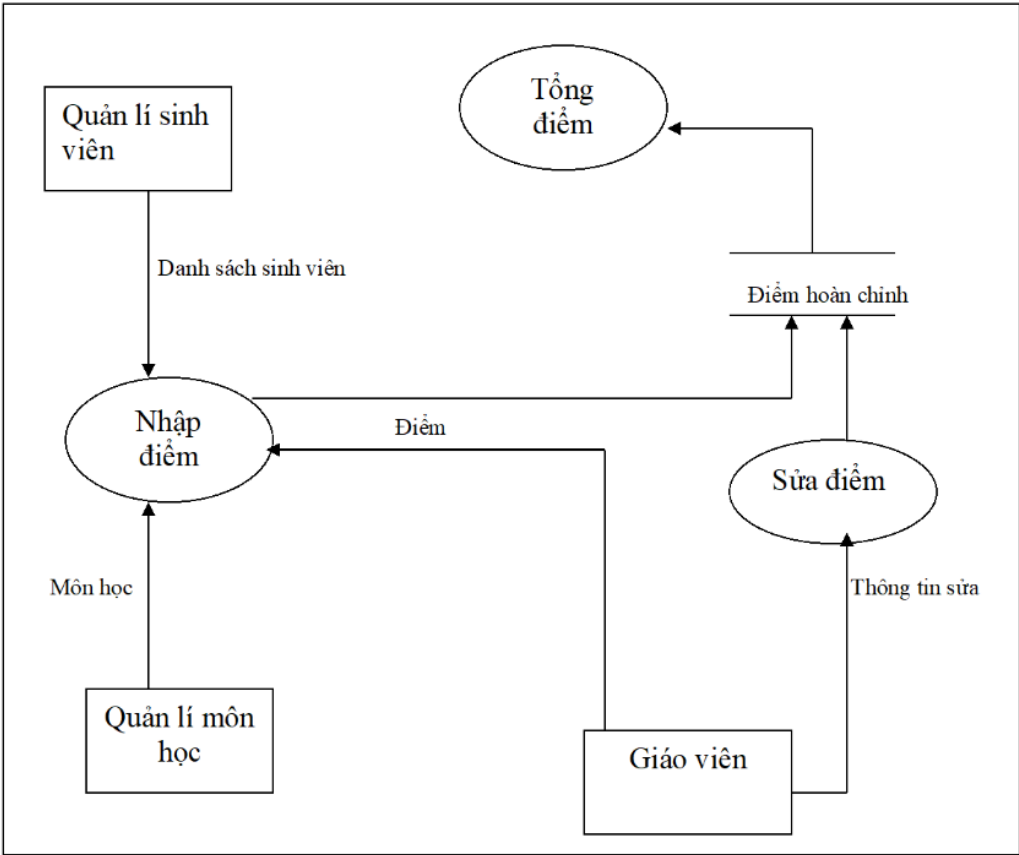 Quản lí sinh
viên
Tổng
điểm
Danh sách sinh viên
Điểm hoàn chỉnh
Nhập
điểm
Điểm
Sửa điểm
Môn học
Thông tin sửa
Quản lí môn
học
Giáo viên